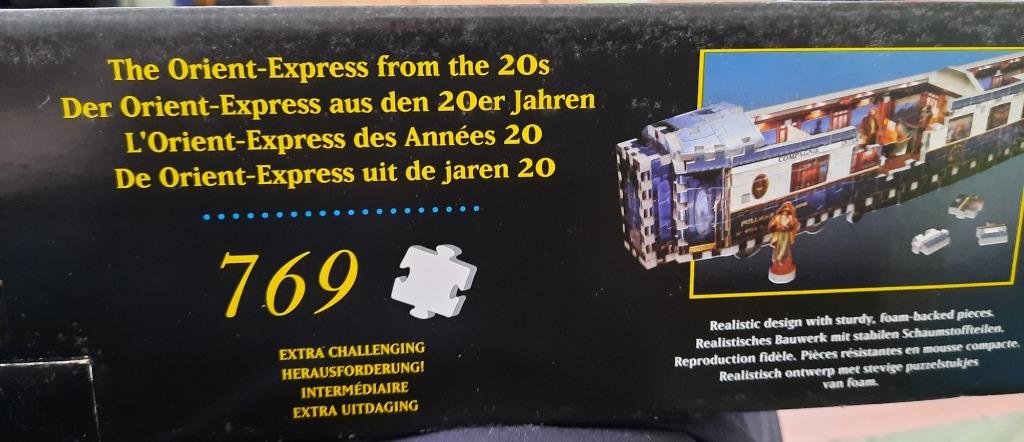 The Orient-Express from the 20s
Der Orient-Express aus den 20er Jahren
L'Orient-Express des Années 20
De Orient-Express uit de jaren 20
769
EXTRA CHALLENGING
HERAUSFORDERUNG!
INTERMÉDIAIRE
EXTRA UITDAGING
COMPAGNIE
PULLMAN
Realistic design with sturdy, foam-backed pieces.
Realistisches Bauwerk mit stabilen Schaumstoffteilen.
Reproduction fidèle. Pièces résistantes en mousse compacte.
Realistisch ontwerp met stevige puzzelstukjes
van foam.